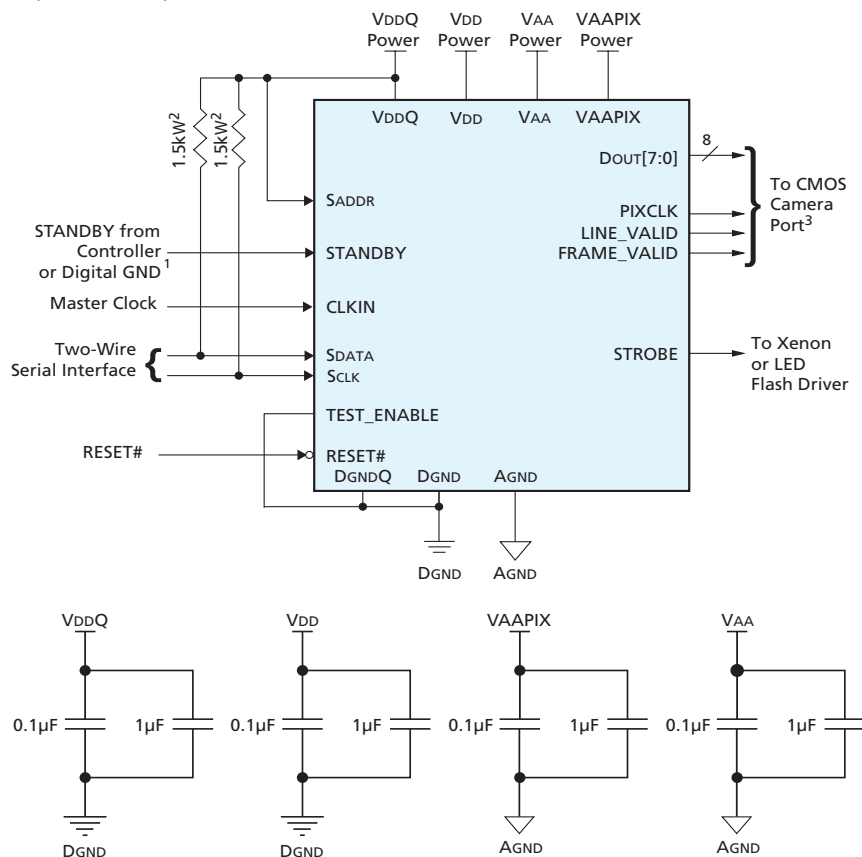 VDDQ Power
VDD Power
VAA Power
VAAPIX Power
1.5kW2
1.5kW2
VDDQ
VDD
VAA
VAAPIX
DOUT[7:0]
8
SADDR
PIXCLK
LINE_VALID
FRAME_VALID
To CMOS
Camera
Port3
STANDBY from
Controller
or Digital GND1
STANDBY
Master Clock
CLKIN
Two-Wire
Serial Interface
SDATA
SCLK
STROBE
To Xenon
or LED
Flash Driver
TEST_ENABLE
RESET#
RESET#
DGNDQ
DGND
AGND
DGND
AGND
VDDQ
VDD
VAAPIX
VAA
0.1µF
1µF
0.1µF
1µF
0.1µF
1µF
0.1µF
1µF
DGND
DGND
AGND
AGND